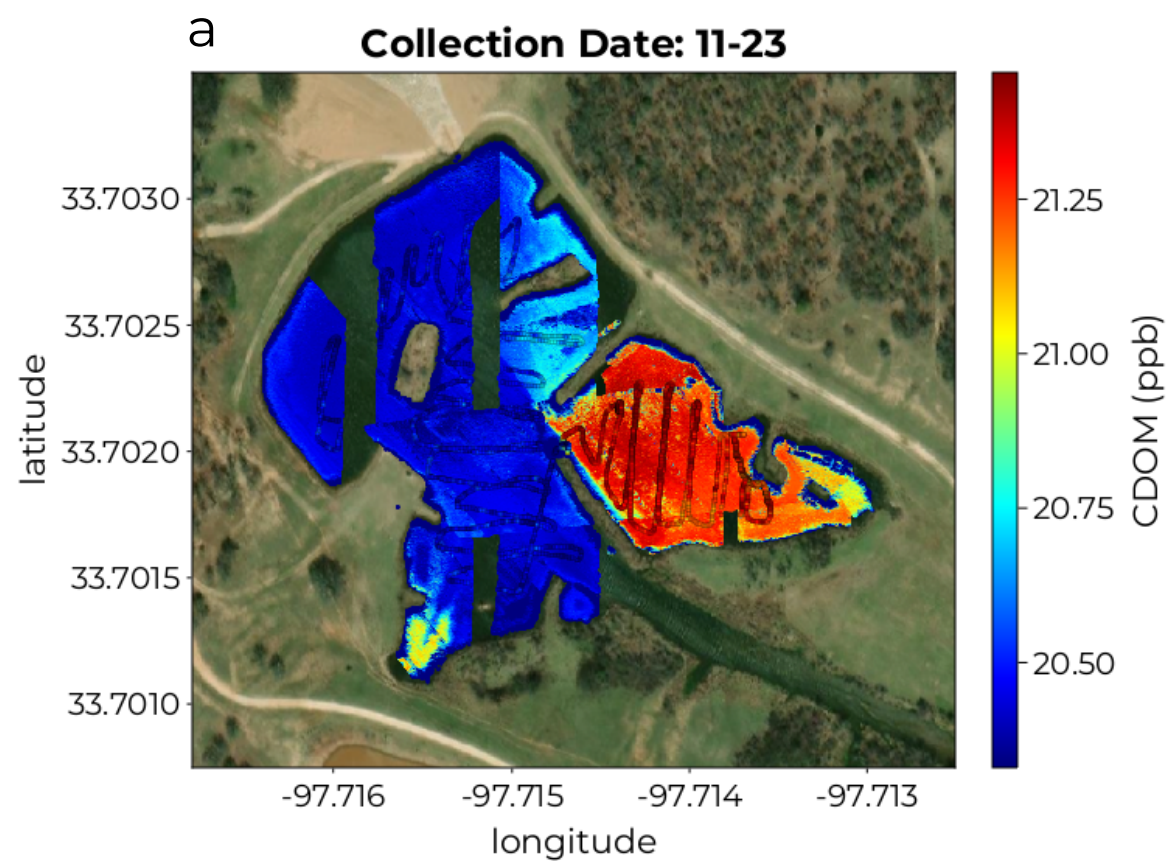 a
Collection Date: 11-23
33.7030
33.7025
33.7020
33.7015
33.7010
latitude
-97.716 -97.715 -97.714 -97.713
longitude
21.25
21.00
20.75
20.50
CDOM (ppb)